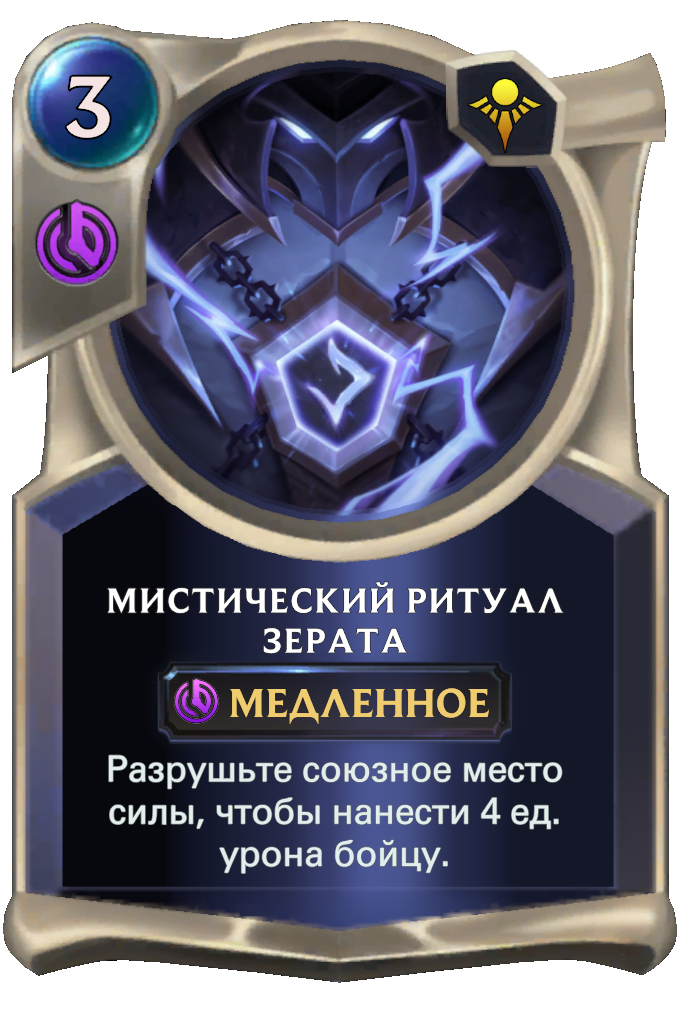 3
МИСТИЧЕСКИЙ РИТУАЛ
ЗЕРАТА
МЕДЛЕННОЕ
Разрушьте союзное место
силы, чтобы нанести 4 ед.
урона бойцу.